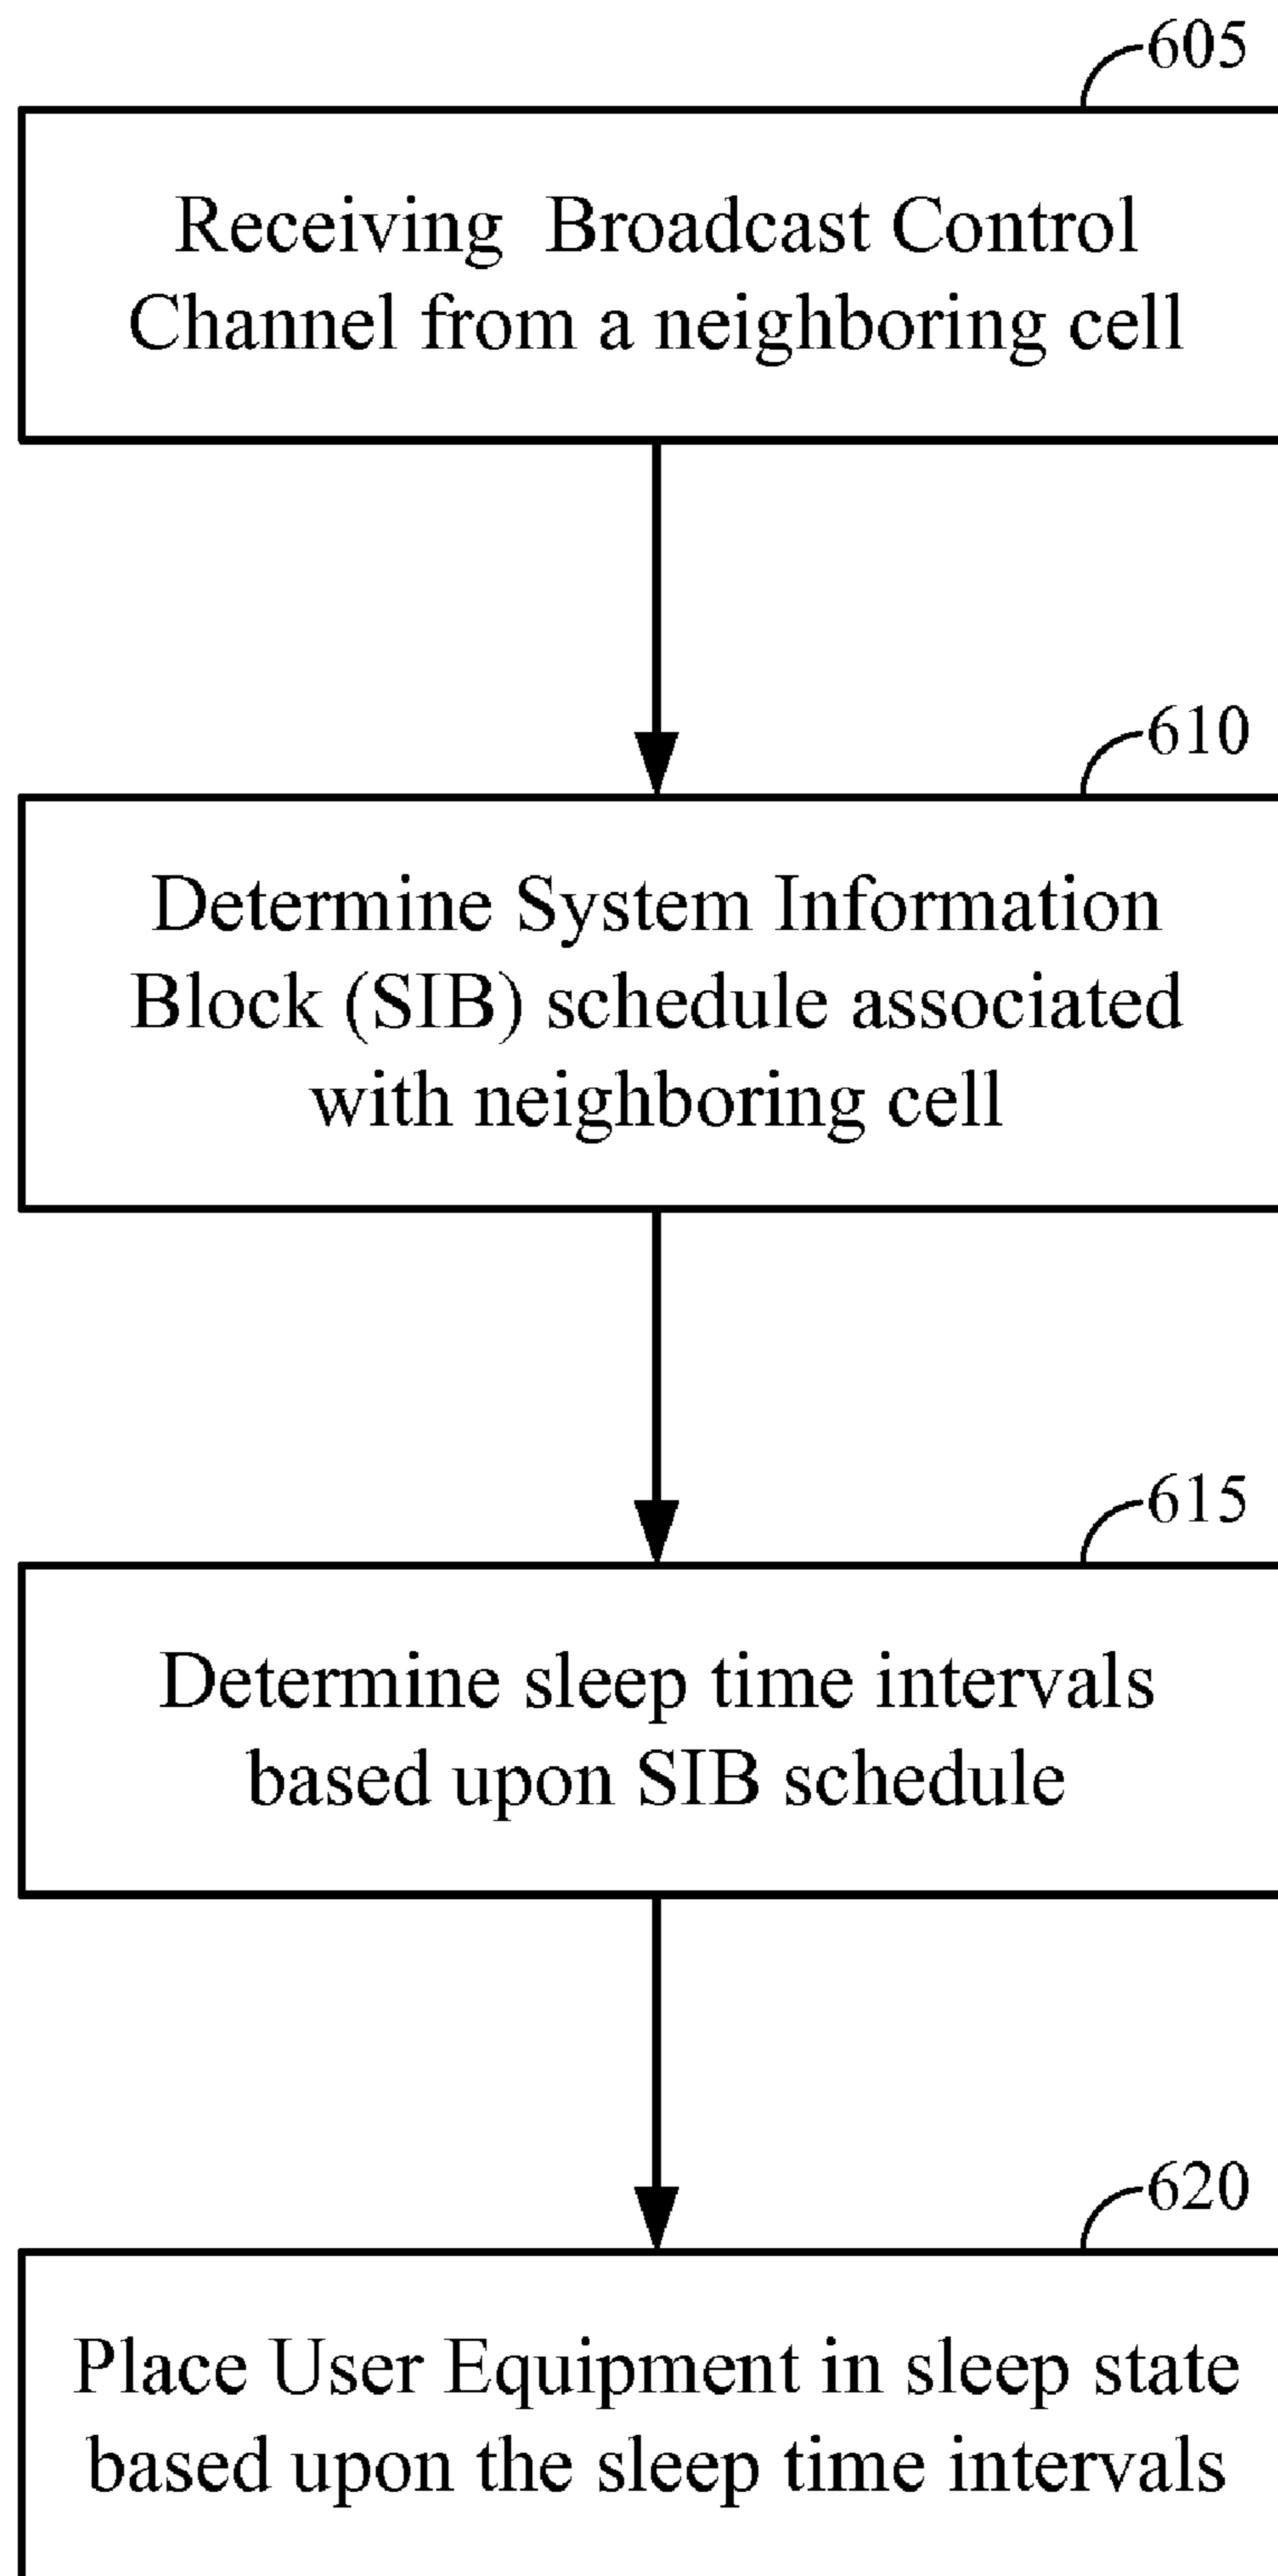 605
Receiving Broadcast Control
Channel from a neighboring cell
610
Determine System Information
Block (SIB) schedule associated
with neighboring cell
615
Determine sleep time intervals
based upon SIB schedule
620
Place User Equipment in sleep state
based upon the sleep time intervals